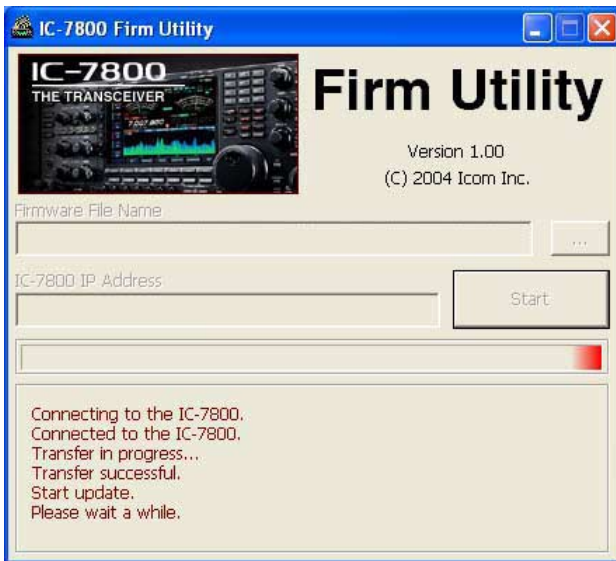 IC-7800 Firm Utility
IC-7800
THE TRANSCEIVER
Firm Utility
Version 1.00
(C) 2004 Icom Inc.
Firmware File Name
...
IC-7800 IP Address
Start
Connecting to the IC-7800.
Connected to the IC-7800.
Transfer in progress...
Transfer successful.
Start update.
Please wait a while.